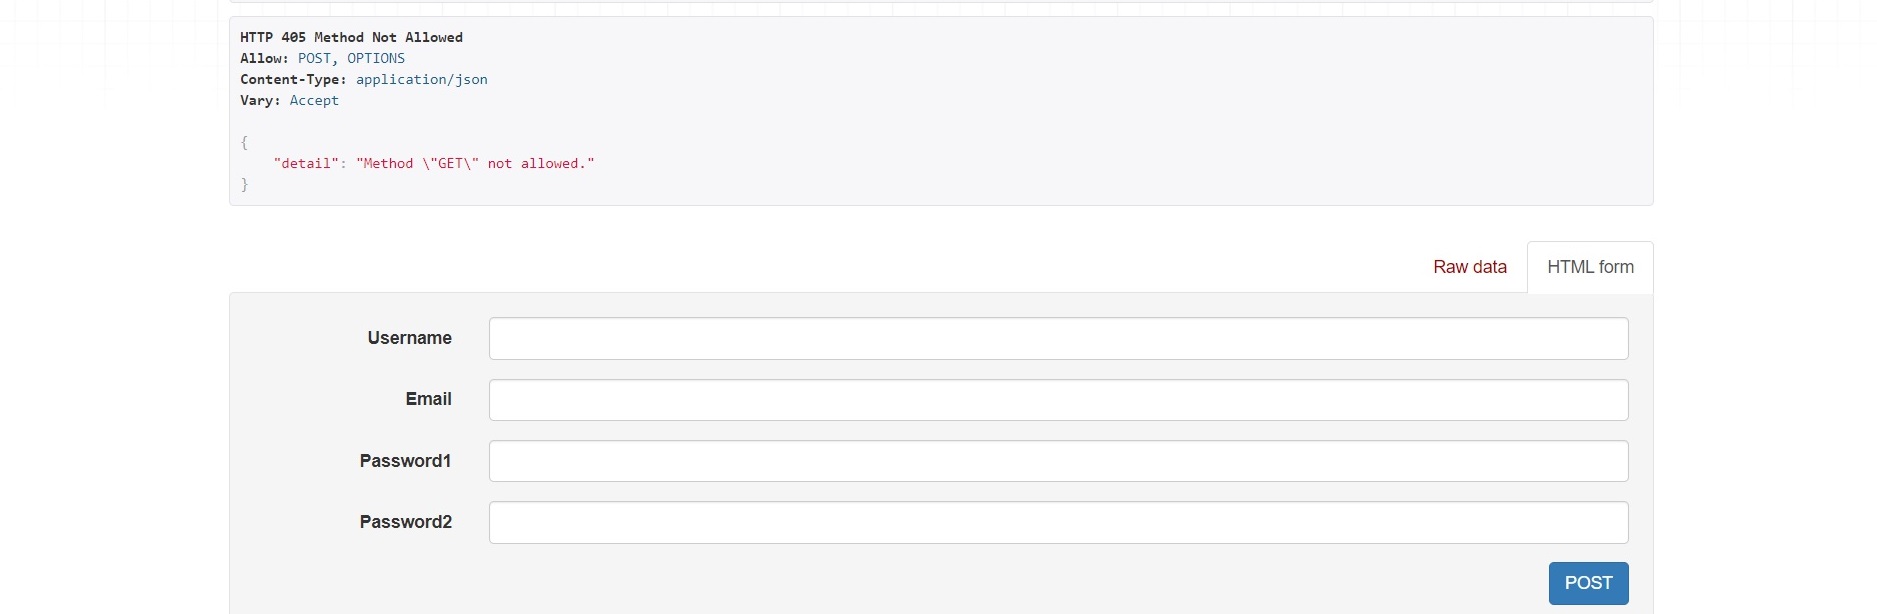 HTTP 405 Method Not Allowed
Allow: POST, OPTIONS
Content-Type: application/json
Vary: Accept
{
"detail": "Method \"GET\" not allowed."
}
Raw data
HTML form
Username
Email
Password1
Password2
POST